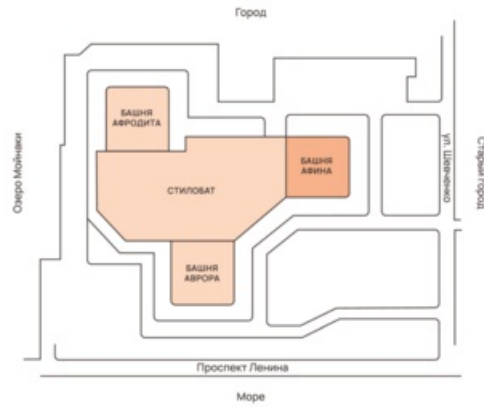 Город
БАШНЯ
АФРОДИТА
Озеро Мойнаки
СТИЛОБАТ
БАШНЯ
АФИНА
ул. Шевченко
Старый город
БАШНЯ
АВРОРА
Проспект Ленина
Море